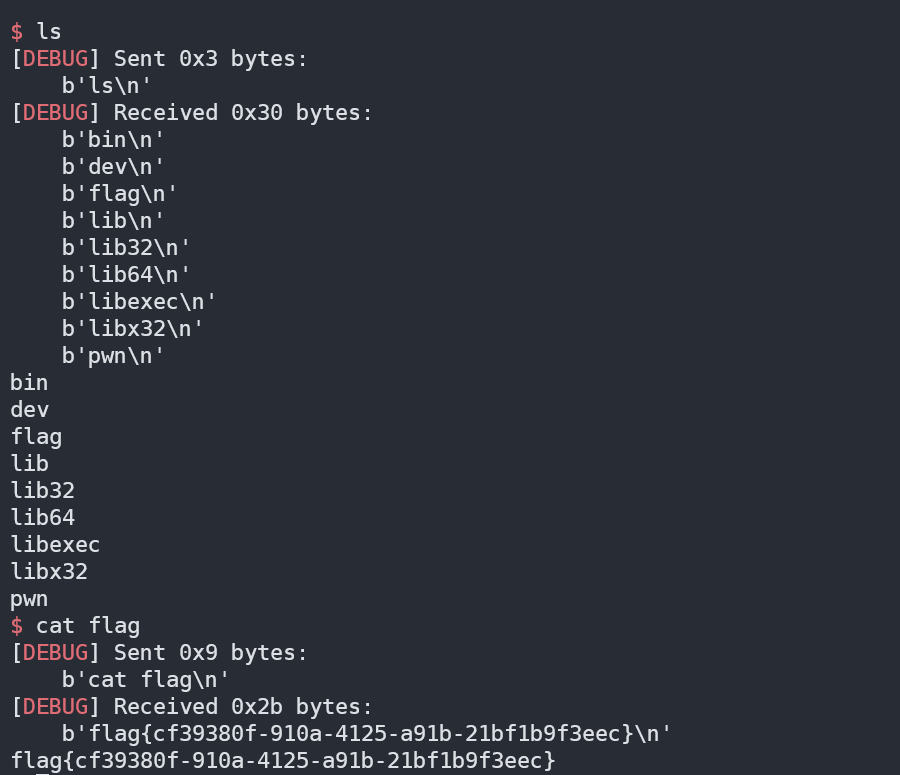 $ ls
[DEBUG] Sent 0x3 bytes:
    b'ls\n'
[DEBUG] Received 0x30 bytes:
    b'bin\n'
    b'dev\n'
    b'flag\n'
    b'lib\n'
    b'lib32\n'
    b'lib64\n'
    b'libexec\n'
    b'libx32\n'
    b'pwn\n'
bin
dev
flag
lib
lib32
lib64
libexec
libx32
pwn
$ cat flag
[DEBUG] Sent 0x9 bytes:
    b'cat flag\n'
[DEBUG] Received 0x2b bytes:
    b'flag{cf39380f-910a-4125-a91b-21bf1b9f3eec}\n'
flag{cf39380f-910a-4125-a91b-21bf1b9f3eec}